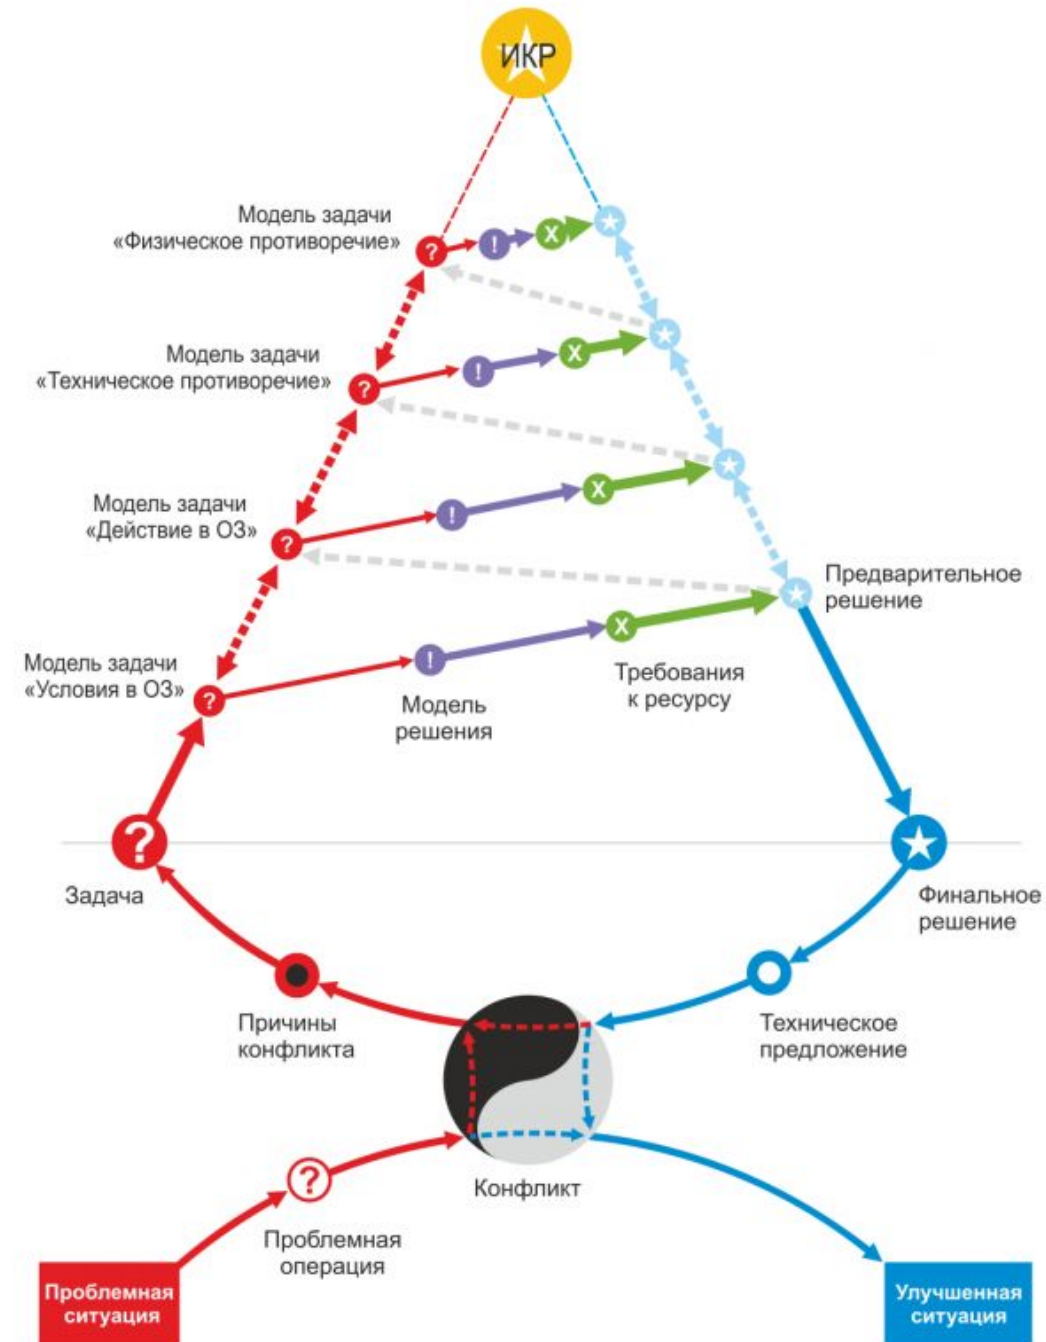 ИКР
Модель задачи
«Физическое противоречие»
?
!
X
Модель задачи
«Техническое противоречие»
?
!
X
Модель задачи
«Действие в ОЗ»
?
!
X
Предварительное
решение
Модель задачи
«Условия в ОЗ»
?
!
X
Модель
решения
Требования
к ресурсу
?
Задача
Финальное
решение
Причины
конфликта
Техническое
предложение
Конфликт
?
Проблемная
операция
Проблемная
ситуация
Улучшенная
ситуация